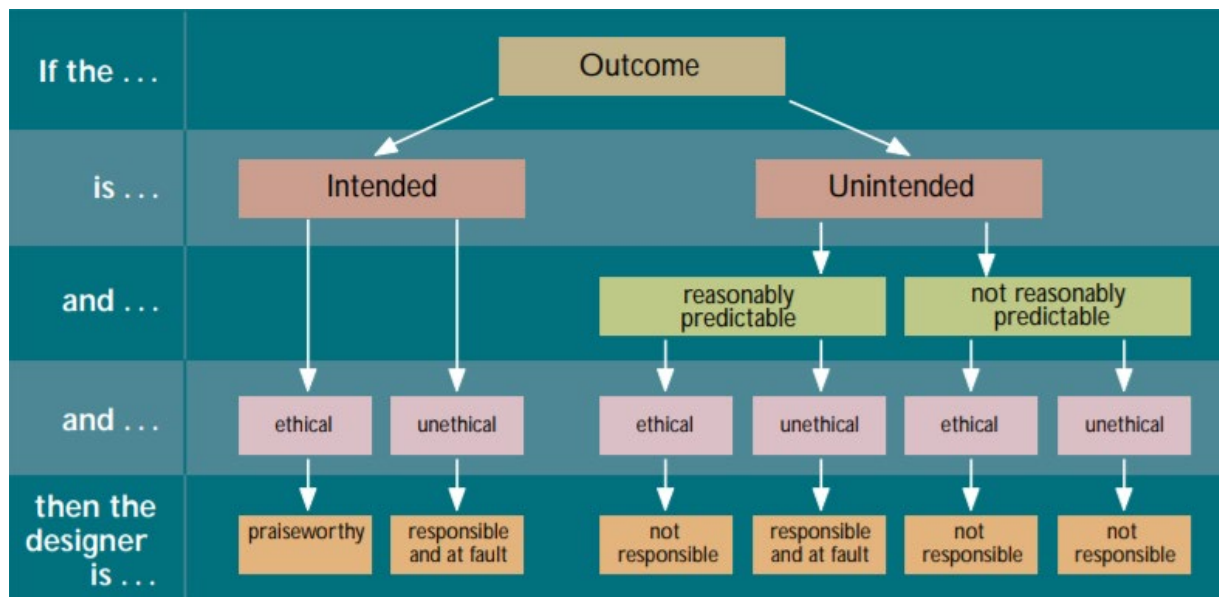 If the . . .
Outcome
is . . .
Intended
Unintended
and . . .
reasonably
predictable
not reasonably
predictable
and . . .
ethical
unethical
ethical
unethical
ethical
unethical
then the
designer
is . . .
praiseworthy
responsible
and at fault
not
responsible
responsible
and at fault
not
responsible
not
responsible